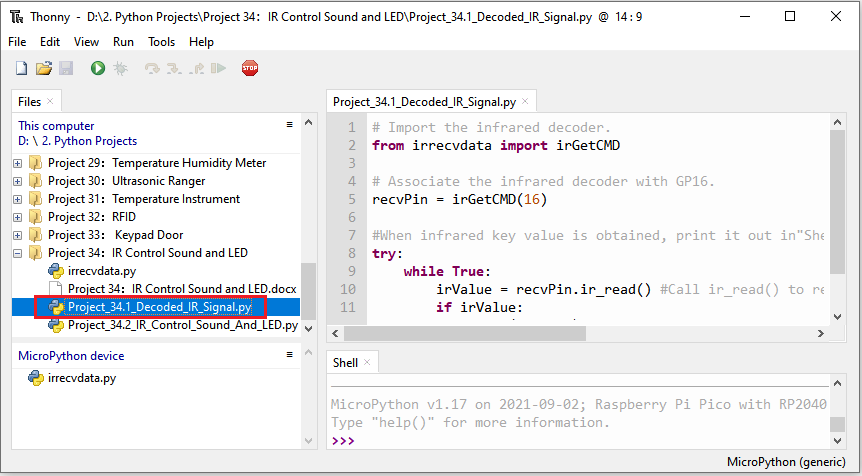 Thonny - D:\2. Python Projects\Project 34：IR Control Sound and LED\Project_34.1_Decoded_IR_Signal.py @ 14 : 9
File Edit View Run Tools Help
STOP
Files
This computer
D: \ 2. Python Projects
Project 29：Temperature Humidity Meter
Project 30：Ultrasonic Ranger
Project 31：Temperature Instrument
Project 32：RFID
Project 33： Keypad Door
Project 34：IR Control Sound and LED
irrecvdata.py
Project 34：IR Control Sound and LED.docx
Project_34.1_Decoded_IR_Signal.py
Project_34.2_IR_Control_Sound_And_LED.py
MicroPython device
irrecvdata.py
Project_34.1_Decoded_IR_Signal.py
1 # Import the infrared decoder.
2 from irrecvdata import irGetCMD
3
4 # Associate the infrared decoder with GP16.
5 recvPin = irGetCMD(16)
6
7 #When infrared key value is obtained, print it out in"She
8 try:
9 while True:
10 irValue = recvPin.ir_read() #Call ir_read() to re
11 if irValue:
Shell
MicroPython v1.17 on 2021-09-02; Raspberry Pi Pico with RP2040
Type "help()" for more information.
>>>
MicroPython (generic)